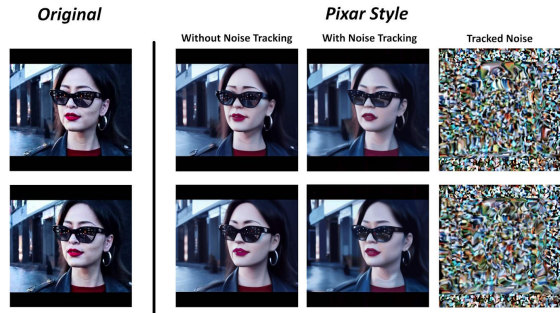 Original
Pixar Style
Without Noise Tracking
With Noise Tracking
Tracked Noise